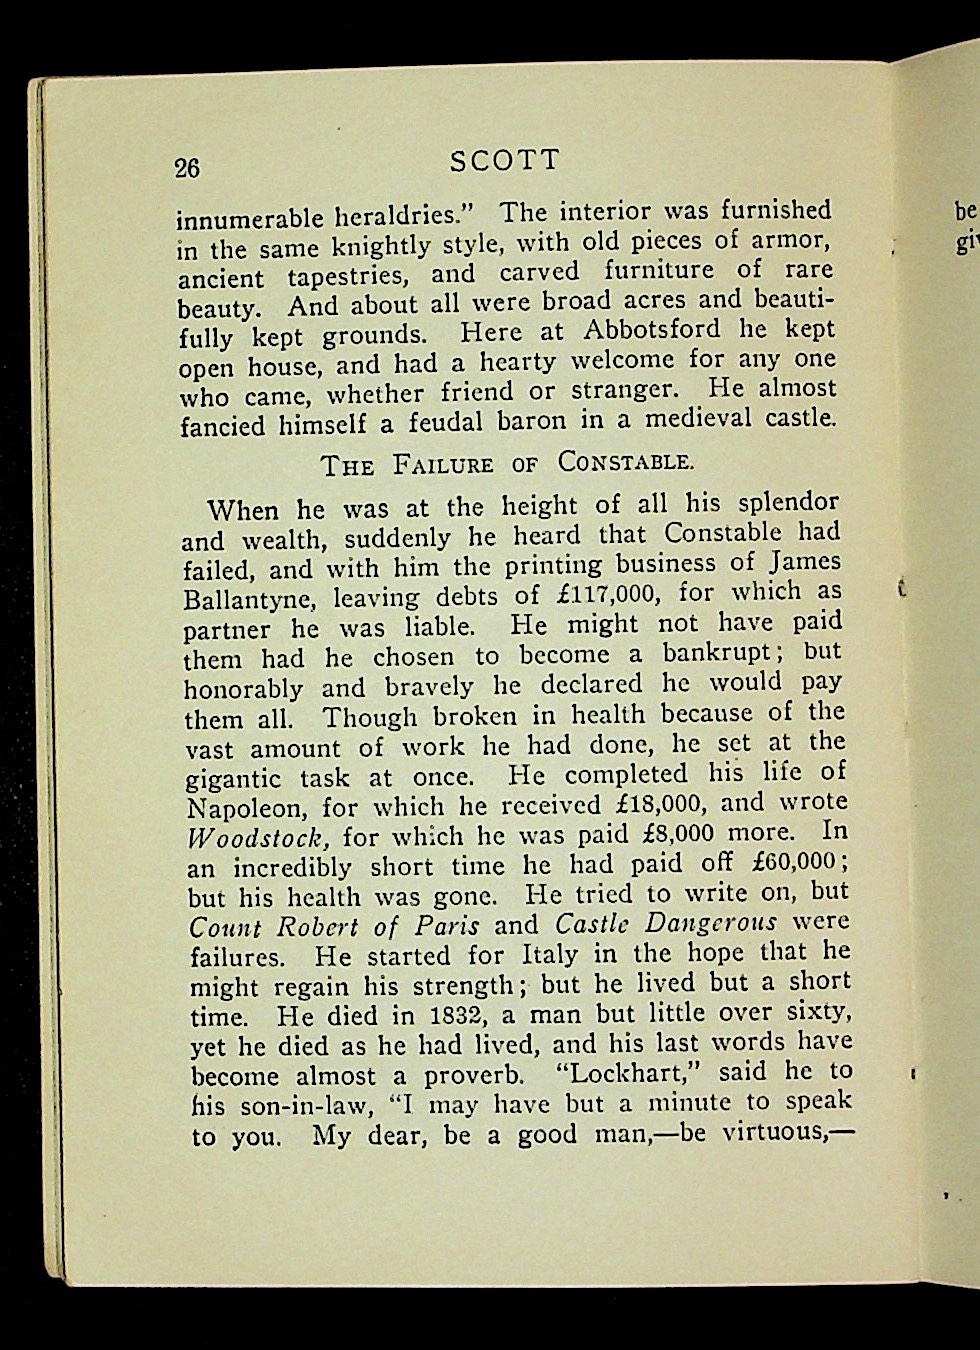 26
SCOTT
innumerable heraldries.” The interior was furnished
in the same knightly style, with old pieces of armor,
ancient tapestries, and carved furniture of rare
beauty. And about all were broad acres and beauti-
fully kept grounds. Here at Abbotsford he kept
open house, and had a hearty welcome for any one
who came, whether friend or stranger. He almost
fancied himself a feudal baron in a medieval castle.
THE FAILURE OF CONSTABLE.
When he was at the height of all his splendor
and wealth, suddenly he heard that Constable had
failed, and with him the printing business of James
Ballantyne, leaving debts of £117,000, for which as
partner he was liable. He might not have paid
them had he chosen to become a bankrupt; but
honorably and bravely he declared he would pay
them all. Though broken in health because of the
vast amount of work he had done, he set at the
gigantic task at once. He completed his life of
Napoleon, for which he received £18,000, and wrote
Woodstock, for which he was paid £8,000 more. In
an incredibly short time he had paid off £60,000;
but his health was gone. He tried to write on, but
Count Robert of Paris and Castle Dangerous were
failures. He started for Italy in the hope that he
might regain his strength; but he lived but a short
time. He died in 1832, a man but little over sixty,
yet he died as he had lived, and his last words have
become almost a proverb. “Lockhart,” said he to
his son-in-law, “I may have but a minute to speak
to you. My dear, be a good man,—be virtuous,—
be